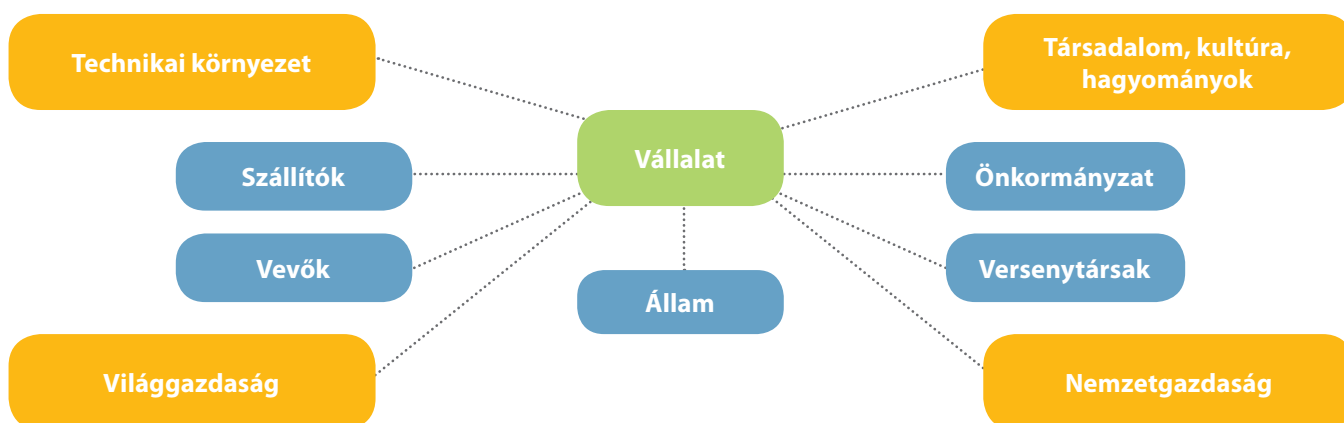 Technikai környezet
Társadalom, kultúra,
hagyományok
Vállalat
Szállítók
Önkormányzat
Vevők
Versenytársak
Állam
Világgazdaság
Nemzetgazdaság